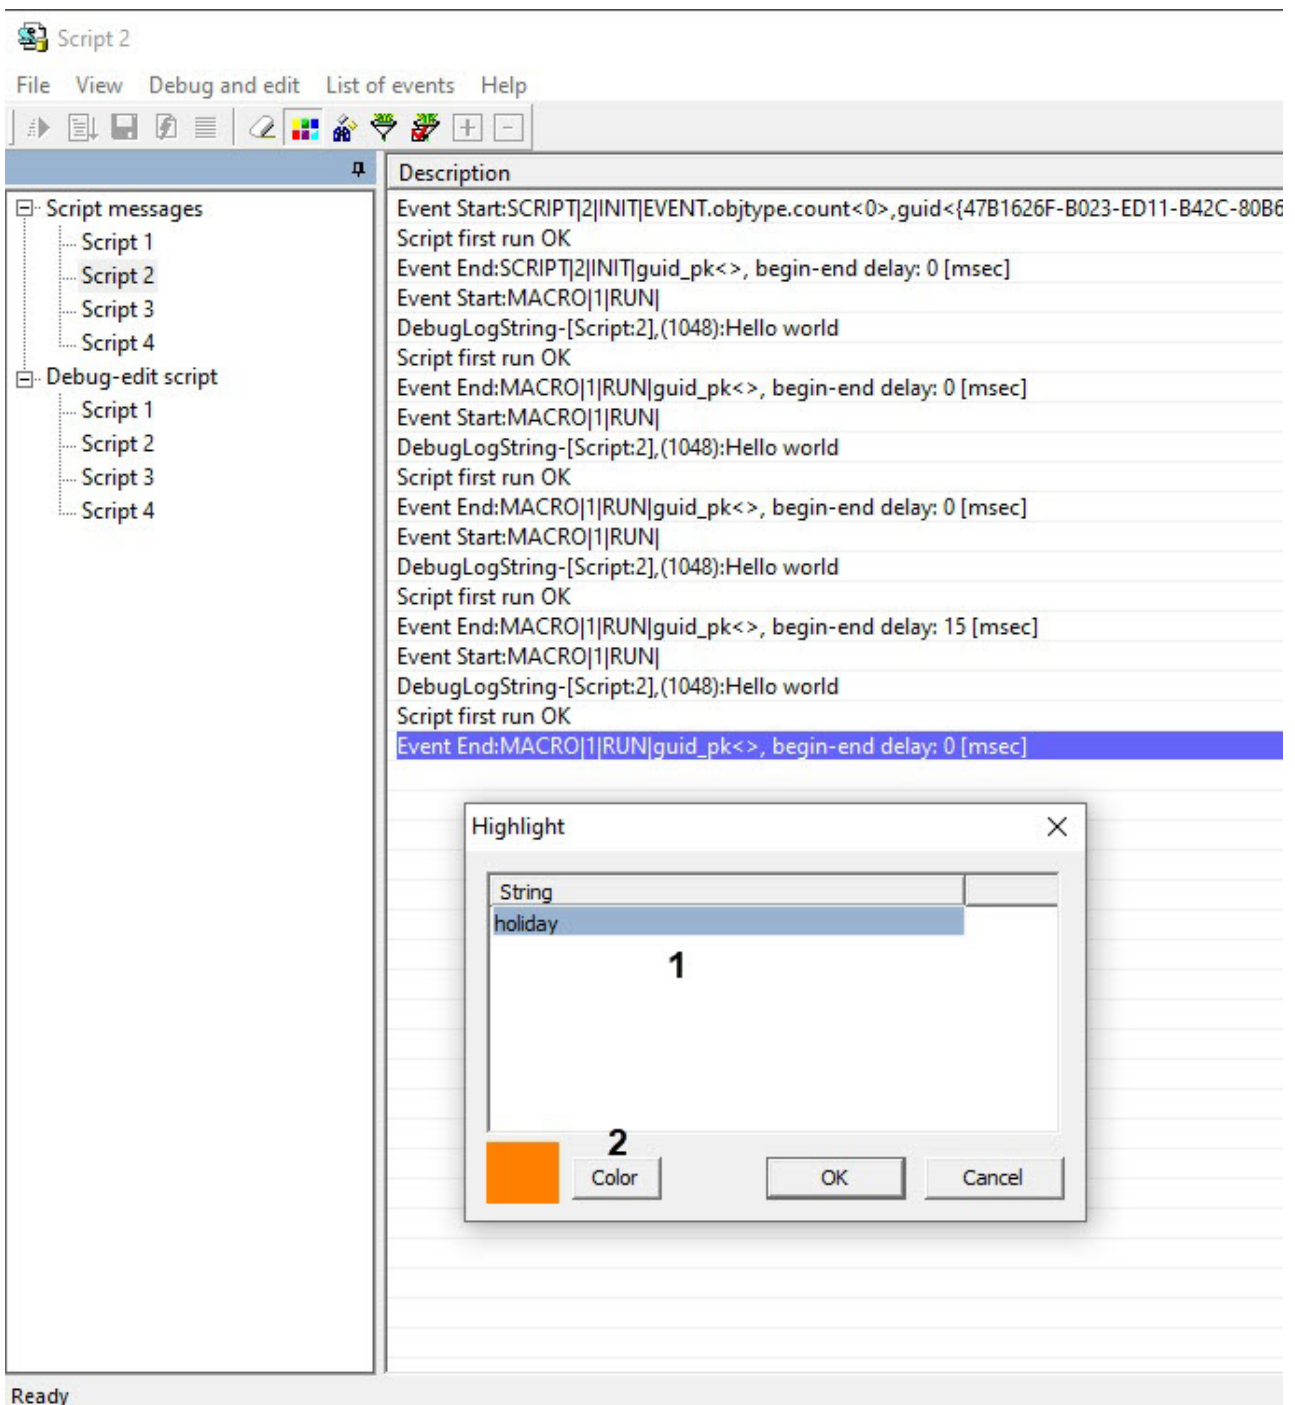 Script 2
File View Debug and edit List of events Help
Description
Script messages
Script 1
Script 2
Script 3
Script 4
Debug-edit script
Script 1
Script 2
Script 3
Script 4
Event Start:SCRIPT|2|INIT|EVENT.objtype.count<0>,guid<{47B1626F-B023-ED11-B42C-80B6
Script first run OK
Event End:SCRIPT|2|INIT|guid_pk<>, begin-end delay: 0 [msec]
Event Start:MACRO|1|RUN|
DebugLogString-[Script:2],(1048):Hello world
Script first run OK
Event End:MACRO|1|RUN|guid_pk<>, begin-end delay: 0 [msec]
Event Start:MACRO|1|RUN|
DebugLogString-[Script:2],(1048):Hello world
Script first run OK
Event End:MACRO|1|RUN|guid_pk<>, begin-end delay: 0 [msec]
Event Start:MACRO|1|RUN|
DebugLogString-[Script:2],(1048):Hello world
Script first run OK
Event End:MACRO|1|RUN|guid_pk<>, begin-end delay: 15 [msec]
Event Start:MACRO|1|RUN|
DebugLogString-[Script:2],(1048):Hello world
Script first run OK
Event End:MACRO|1|RUN|guid_pk<>, begin-end delay: 0 [msec]
Highlight
String
holiday
1
2
Color OK Cancel
Ready